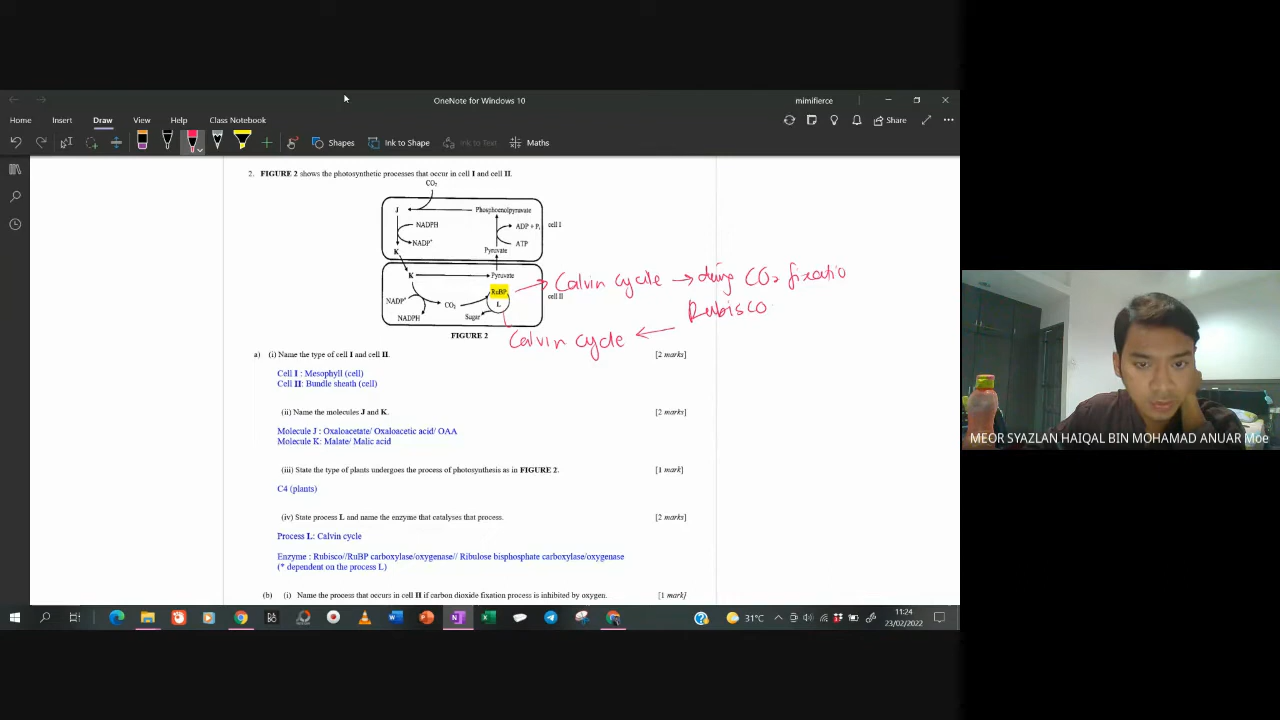 OneNote for Windows 10
mimifierce
Home Insert Draw View Help Class Notebook
Share
Shapes Ink to Shape Ink to Text Maths
2. FIGURE 2 shows the photosynthetic processes that occur in cell I and cell II.
CO₂
J Phosphoenolpyruvate
NADPH ADP + Pᵢ cell I
NADP⁺ ATP
K Pyruvate
K Pyruvate
RuBP Calvin cycle → during CO₂ fixatio
NADP⁺ CO₂ L cell II
NADPH Sugar Rubisco
FIGURE 2 Calvin cycle ←
a) (i) Name the type of cell I and cell II. [2 marks]
Cell I : Mesophyll (cell)
Cell II: Bundle sheath (cell)
(ii) Name the molecules J and K. [2 marks]
Molecule J : Oxaloacetate/ Oxaloacetic acid/ OAA
Molecule K: Malate/ Malic acid
(iii) State the type of plants undergoes the process of photosynthesis as in FIGURE 2. [1 mark]
C4 (plants)
(iv) State process L and name the enzyme that catalyses that process. [2 marks]
Process L: Calvin cycle
Enzyme : Rubisco//RuBP carboxylase/oxygenase// Ribulose bisphosphate carboxylase/oxygenase
(* dependent on the process L)
(b) (i) Name the process that occurs in cell II if carbon dioxide fixation process is inhibited by oxygen. [1 mark]
MEOR SYAZLAN HAIQAL BIN MOHAMAD ANUAR Moe
31°C
11:24
23/02/2022